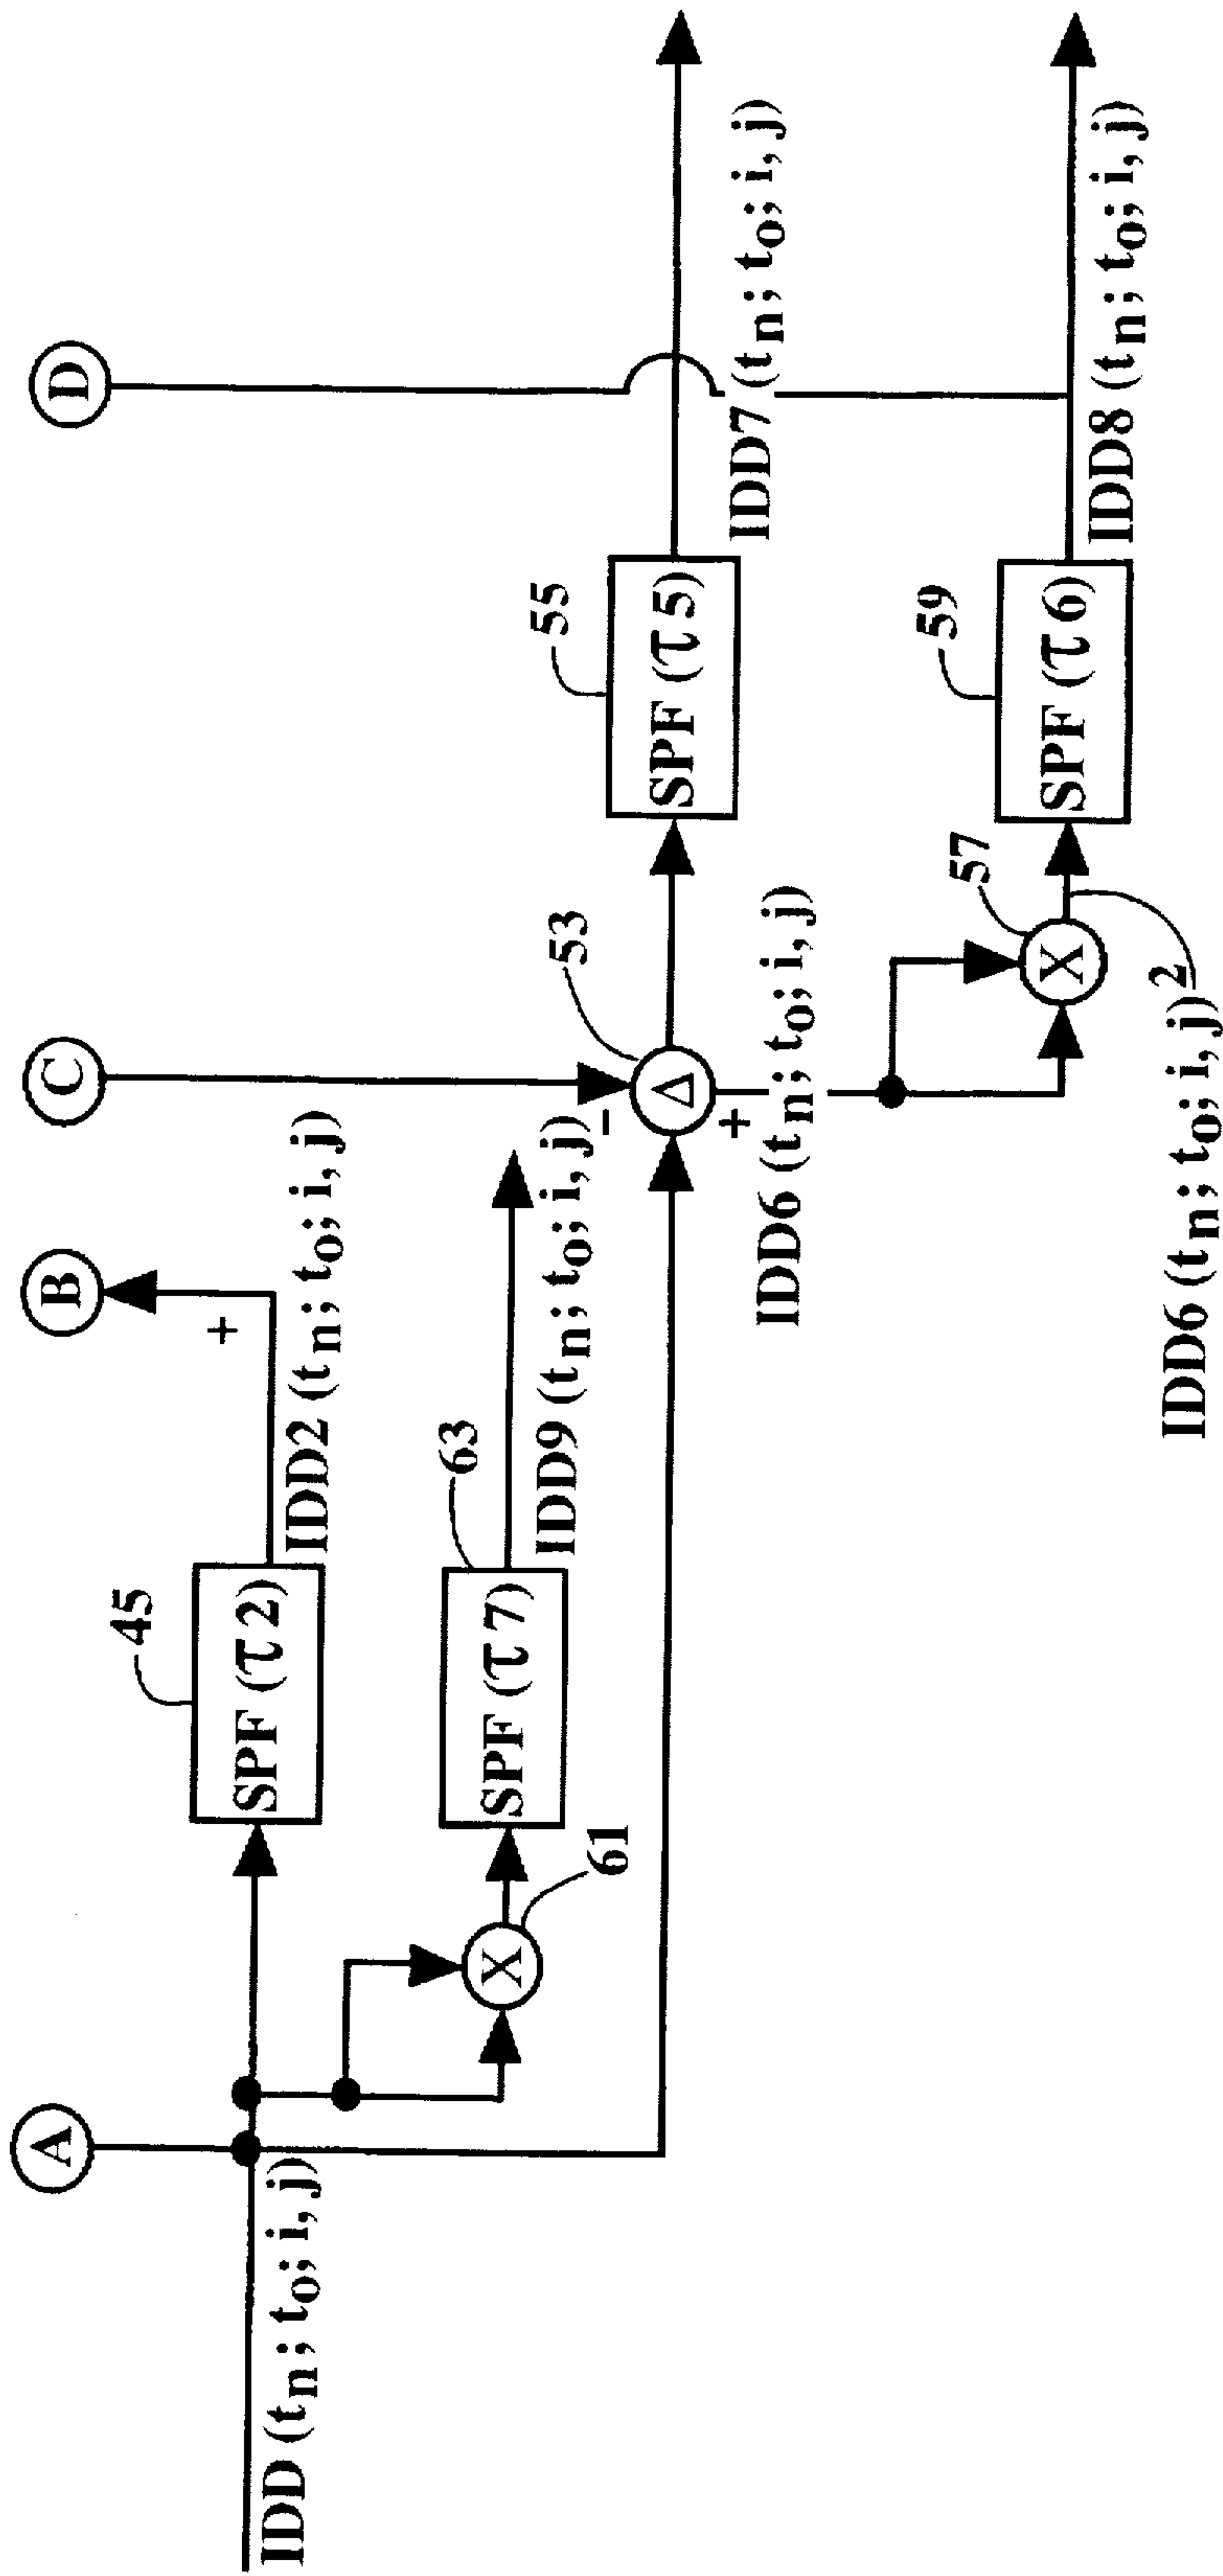 A
B
C
D
IDD (tn; to; i, j)
45
SPF (τ2)
+
IDD2 (tn; to; i, j)
61
X
63
SPF (τ7)
IDD9 (tn; to; i, j)
53
−
Δ
+
55
SPF (τ5)
IDD7 (tn; to; i, j)
IDD6 (tn; to; i, j)
57
X
59
SPF (τ6)
IDD8 (tn; to; i, j)
IDD6 (tn; to; i, j)²